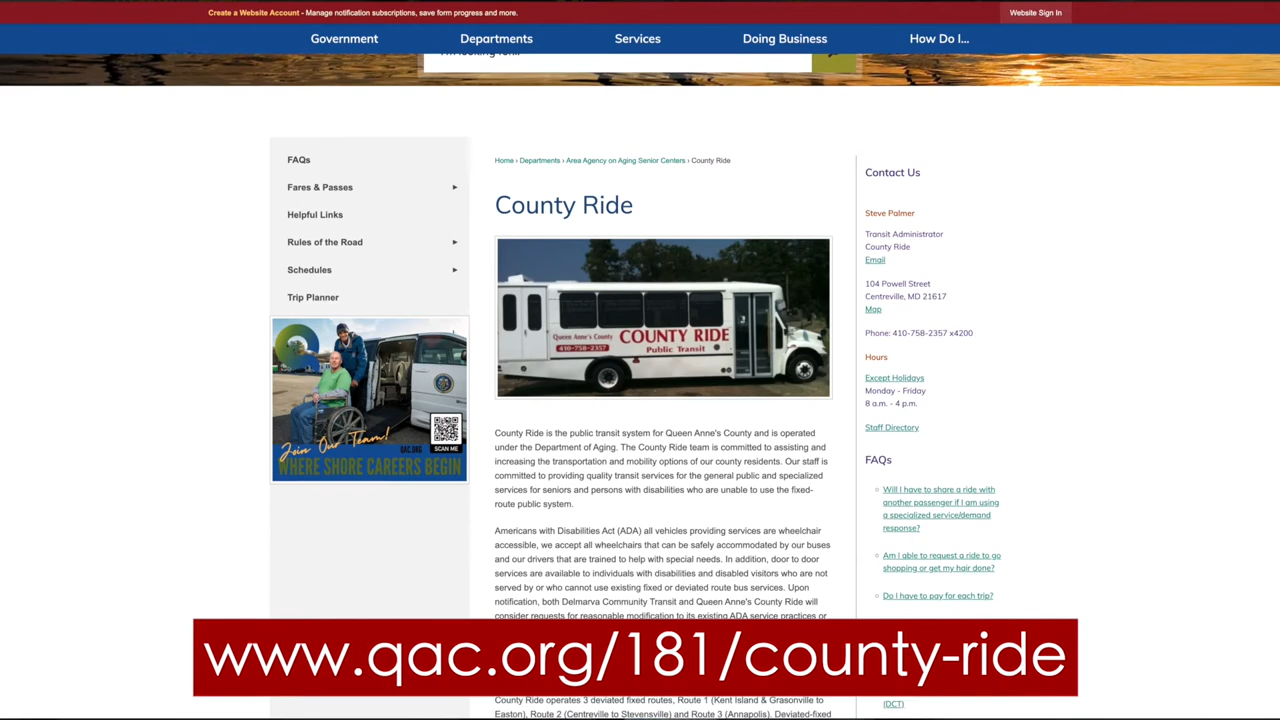 Create a Website Account - Manage notification subscriptions, save form progress and more.
Website Sign In
Government
Departments
Services
Doing Business
How Do I...
FAQs
Fares & Passes
Helpful Links
Rules of the Road
Schedules
Trip Planner
Join Our Team!
QAC.ORG
SCAN ME
WHERE SHORE CAREERS BEGIN
Home › Departments › Area Agency on Aging Senior Centers › County Ride
County Ride
Queen Anne's County
COUNTY RIDE
410-758-2357
Public Transit
County Ride is the public transit system for Queen Anne's County and is operated
under the Department of Aging. The County Ride team is committed to assisting and
increasing the transportation and mobility options of our county residents. Our staff is
committed to providing quality transit services for the general public and specialized
services for seniors and persons with disabilities who are unable to use the fixed-
route public system.
Americans with Disabilities Act (ADA) all vehicles providing services are wheelchair
accessible, we accept all wheelchairs that can be safely accommodated by our buses
and our drivers that are trained to help with special needs. In addition, door to door
services are available to individuals with disabilities and disabled visitors who are not
served by or who cannot use existing fixed or deviated route bus services. Upon
notification, both Delmarva Community Transit and Queen Anne's County Ride will
consider requests for reasonable modification to its existing ADA service practices or
County Ride operates 3 deviated fixed routes, Route 1 (Kent Island & Grasonville to
Easton), Route 2 (Centreville to Stevensville) and Route 3 (Annapolis). Deviated-fixed
Contact Us
Steve Palmer
Transit Administrator
County Ride
Email
104 Powell Street
Centreville, MD 21617
Map
Phone: 410-758-2357 x4200
Hours
Except Holidays
Monday - Friday
8 a.m. - 4 p.m.
Staff Directory
FAQs
Will I have to share a ride with
another passenger if I am using
a specialized service/demand
response?
Am I able to request a ride to go
shopping or get my hair done?
Do I have to pay for each trip?
(DCT)
www.qac.org/181/county-ride